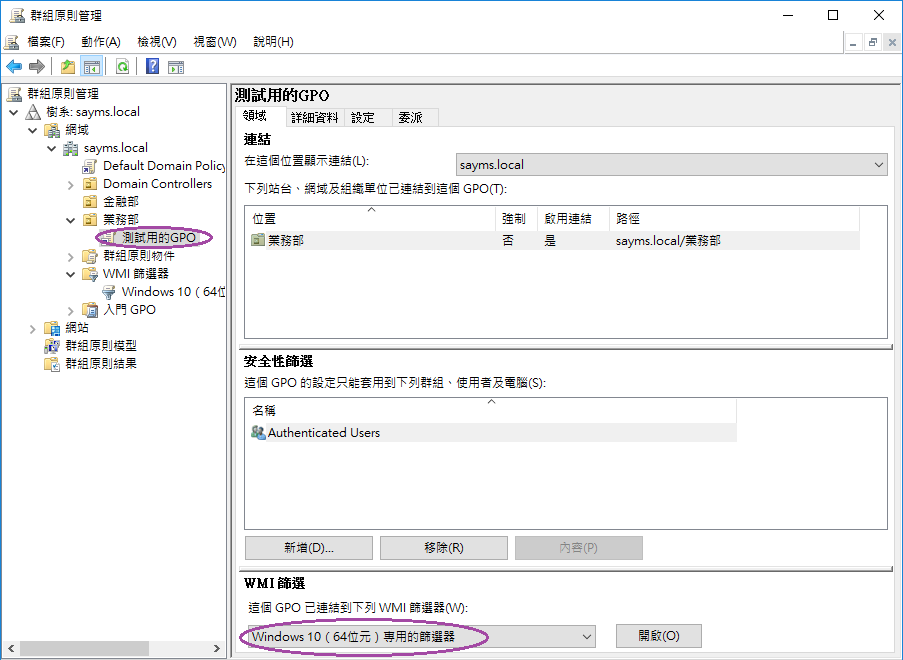 群組原則管理
檔案(F) 動作(A) 檢視(V) 視窗(W) 說明(H)
群組原則管理
樹系: sayms.local
網域
sayms.local
Default Domain Policy
Domain Controllers
金融部
業務部
測試用的GPO
群組原則物件
WMI 篩選器
Windows 10（64位
入門 GPO
網站
群組原則模型
群組原則結果
測試用的GPO
領域 詳細資料 設定 委派
連結
在這個位置顯示連結(L):
sayms.local
下列站台、網域及組織單位已連結到這個 GPO(T):
位置 強制 啟用連結 路徑
業務部 否 是 sayms.local/業務部
安全性篩選
這個 GPO 的設定只能套用到下列群組、使用者及電腦(S):
名稱
Authenticated Users
新增(D)... 移除(R) 內容(P)
WMI 篩選
這個 GPO 已連結到下列 WMI 篩選器(W):
Windows 10（64位元）專用的篩選器 開啟(O)